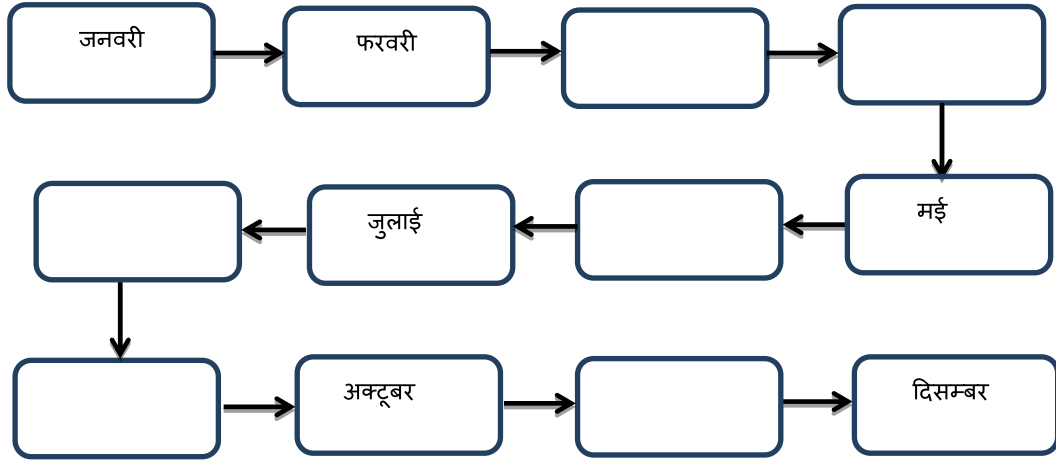 जनवरी
फरवरी
मई
जुलाई
अक्टूबर
दिसम्बर